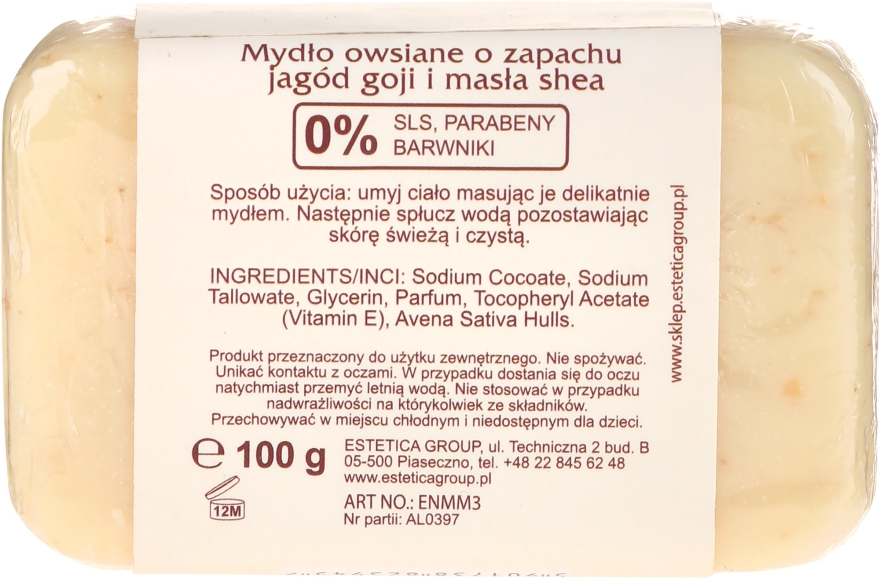 Mydło owsiane o zapachu
jagód goji i masła shea
0% SLS, PARABENY
BARWNIKI
Sposób użycia: umyj ciało masując je delikatnie
mydłem. Następnie spłucz wodą pozostawiając
skórę świeżą i czystą.
INGREDIENTS/INCI: Sodium Cocoate, Sodium
Tallowate, Glycerin, Parfum, Tocopheryl Acetate
(Vitamin E), Avena Sativa Hulls.
Produkt przeznaczony do użytku zewnętrznego. Nie spożywać.
Unikać kontaktu z oczami. W przypadku dostania się do oczu
natychmiast przemyć letnią wodą. Nie stosować w przypadku
nadwrażliwości na którykolwiek ze składników.
Przechowywać w miejscu chłodnym i niedostępnym dla dzieci.
℮ 100 g
ESTETICA GROUP, ul. Techniczna 2 bud. B
05-500 Piaseczno, tel. +48 22 845 62 48
www.esteticagroup.pl
12M
ART NO.: ENMM3
Nr partii: AL0397
www.sklep.esteticagroup.pl